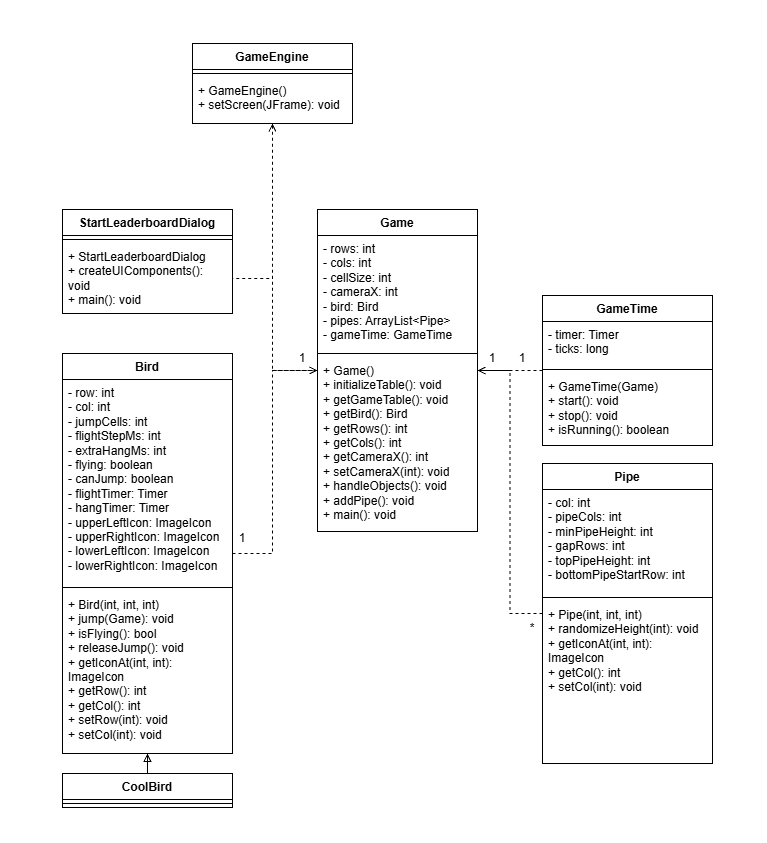 GameEngine
+ GameEngine()
+ setScreen(JFrame): void
StartLeaderboardDialog
+ StartLeaderboardDialog
+ createUIComponents():
void
+ main(): void
Game
- rows: int
- cols: int
- cellSize: int
- cameraX: int
- bird: Bird
- pipes: ArrayList<Pipe>
- gameTime: GameTime
+ Game()
+ initializeTable(): void
+ getGameTable(): void
+ getBird(): Bird
+ getRows(): int
+ getCols(): int
+ getCameraX(): int
+ setCameraX(int): void
+ handleObjects(): void
+ addPipe(): void
+ main(): void
1
1
1
GameTime
- timer: Timer
- ticks: long
+ GameTime(Game)
+ start(): void
+ stop(): void
+ isRunning(): boolean
Bird
- row: int
- col: int
- jumpCells: int
- flightStepMs: int
- extraHangMs: int
- flying: boolean
- canJump: boolean
- flightTimer: Timer
- hangTimer: Timer
- upperLeftIcon: ImageIcon
- upperRightIcon: ImageIcon
- lowerLeftIcon: ImageIcon
- lowerRightIcon: ImageIcon
1
+ Bird(int, int, int)
+ jump(Game): void
+ isFlying(): bool
+ releaseJump(): void
+ getIconAt(int, int):
ImageIcon
+ getRow(): int
+ getCol(): int
+ setRow(int): void
+ setCol(int): void
Pipe
- col: int
- pipeCols: int
- minPipeHeight: int
- gapRows: int
- topPipeHeight: int
- bottomPipeStartRow: int
+ Pipe(int, int, int)
+ randomizeHeight(int): void
+ getIconAt(int, int):
ImageIcon
+ getCol(): int
+ setCol(int): void
*
CoolBird